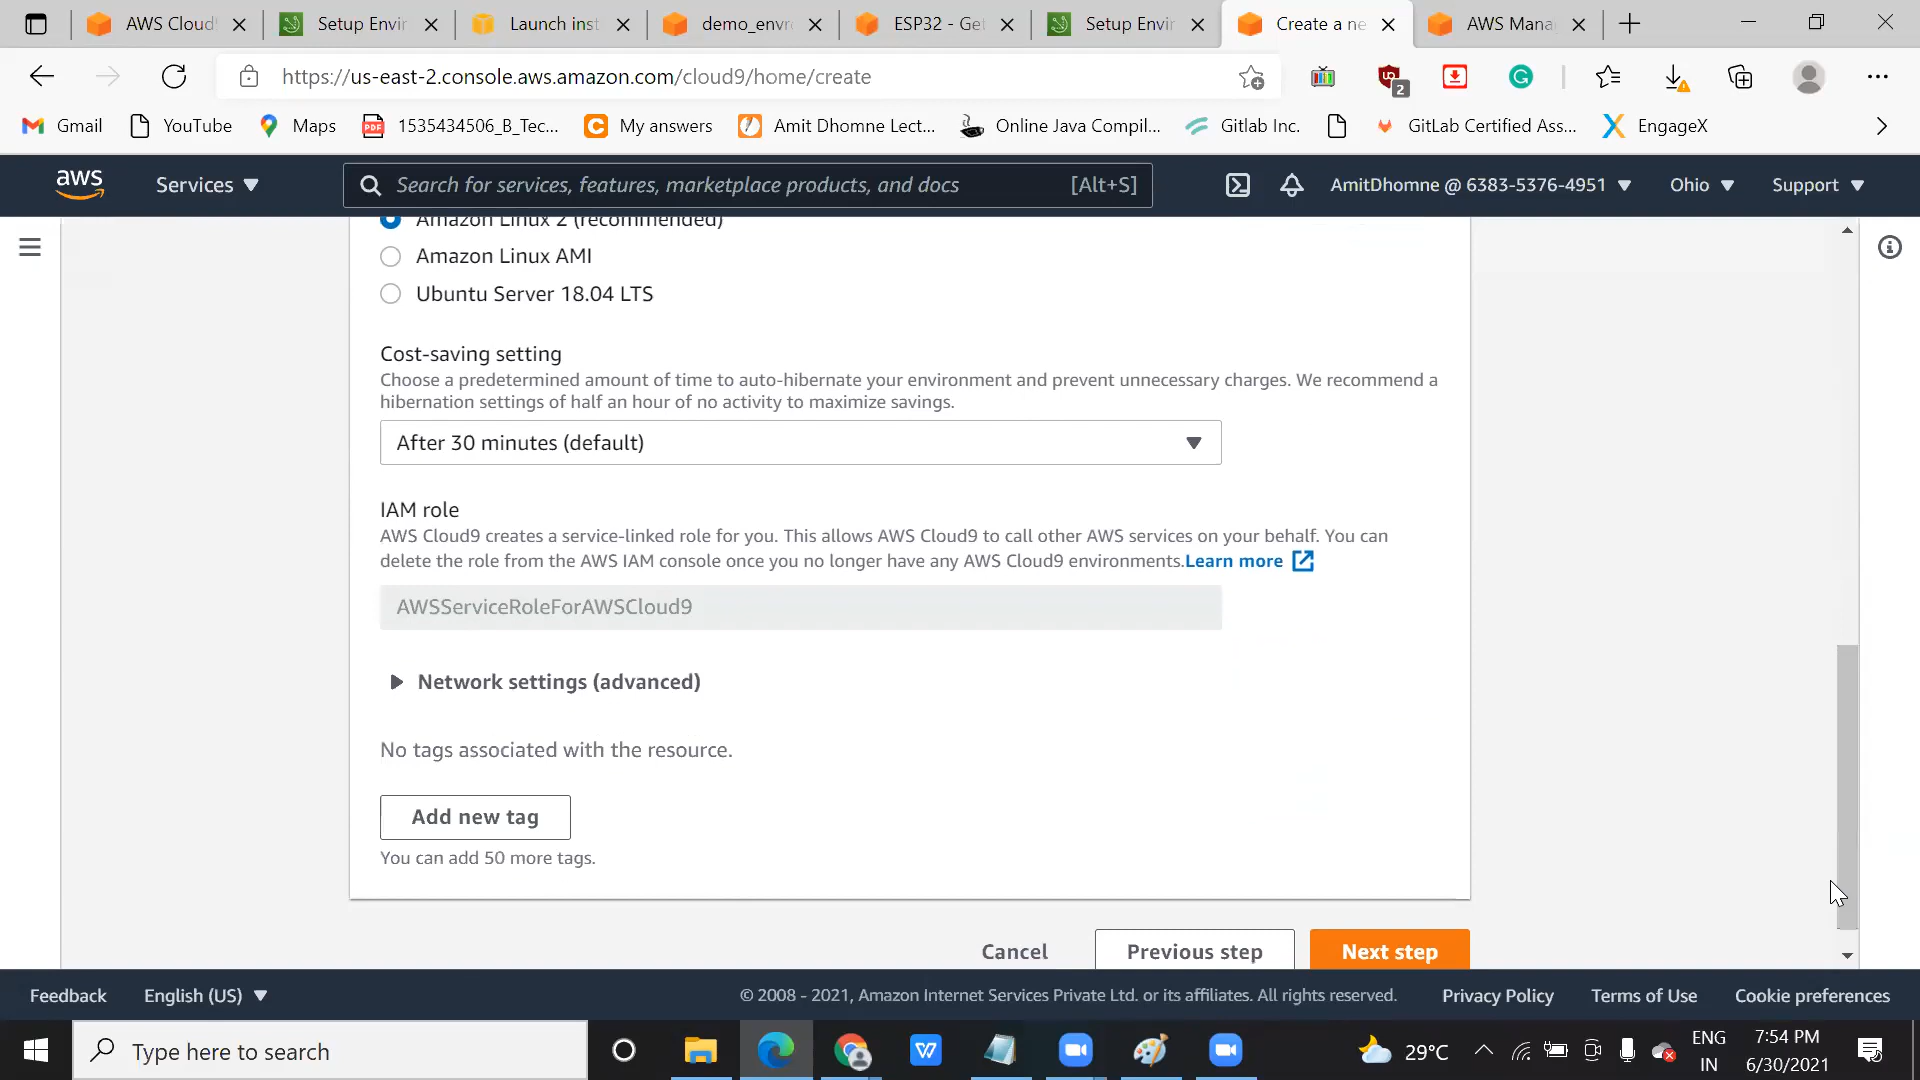 AWS Cloud
Setup Envir
Launch inst
demo_envr
ESP32 - Get
Setup Envir
Create a ne
AWS Mana
https://us-east-2.console.aws.amazon.com/cloud9/home/create
2
Gmail
YouTube
Maps
PDF
1535434506_B_Tec...
My answers
Amit Dhomne Lect...
Online Java Compil...
Gitlab Inc.
GitLab Certified Ass...
EngageX
aws
Services
Search for services, features, marketplace products, and docs
[Alt+S]
AmitDhomne @ 6383-5376-4951
Ohio
Support
Amazon Linux 2 (recommended)
Amazon Linux AMI
Ubuntu Server 18.04 LTS
Cost-saving setting
Choose a predetermined amount of time to auto-hibernate your environment and prevent unnecessary charges. We recommend a
hibernation settings of half an hour of no activity to maximize savings.
After 30 minutes (default)
IAM role
AWS Cloud9 creates a service-linked role for you. This allows AWS Cloud9 to call other AWS services on your behalf. You can
delete the role from the AWS IAM console once you no longer have any AWS Cloud9 environments.Learn more
AWSServiceRoleForAWSCloud9
Network settings (advanced)
No tags associated with the resource.
Add new tag
You can add 50 more tags.
Cancel
Previous step
Next step
Feedback
English (US)
© 2008 - 2021, Amazon Internet Services Private Ltd. or its affiliates. All rights reserved.
Privacy Policy
Terms of Use
Cookie preferences
Type here to search
29°C
ENG
IN
7:54 PM
6/30/2021